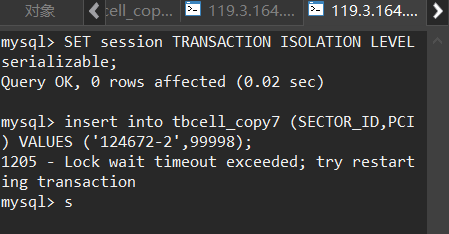 对象
cell_copy...
119.3.164....
119.3.164....
mysql> SET session TRANSACTION ISOLATION LEVEL
serializable;
Query OK, 0 rows affected (0.02 sec)
mysql> insert into tbcell_copy7 (SECTOR_ID,PCI
) VALUES ('124672-2',99998);
1205 - Lock wait timeout exceeded; try restart
ing transaction
mysql> s